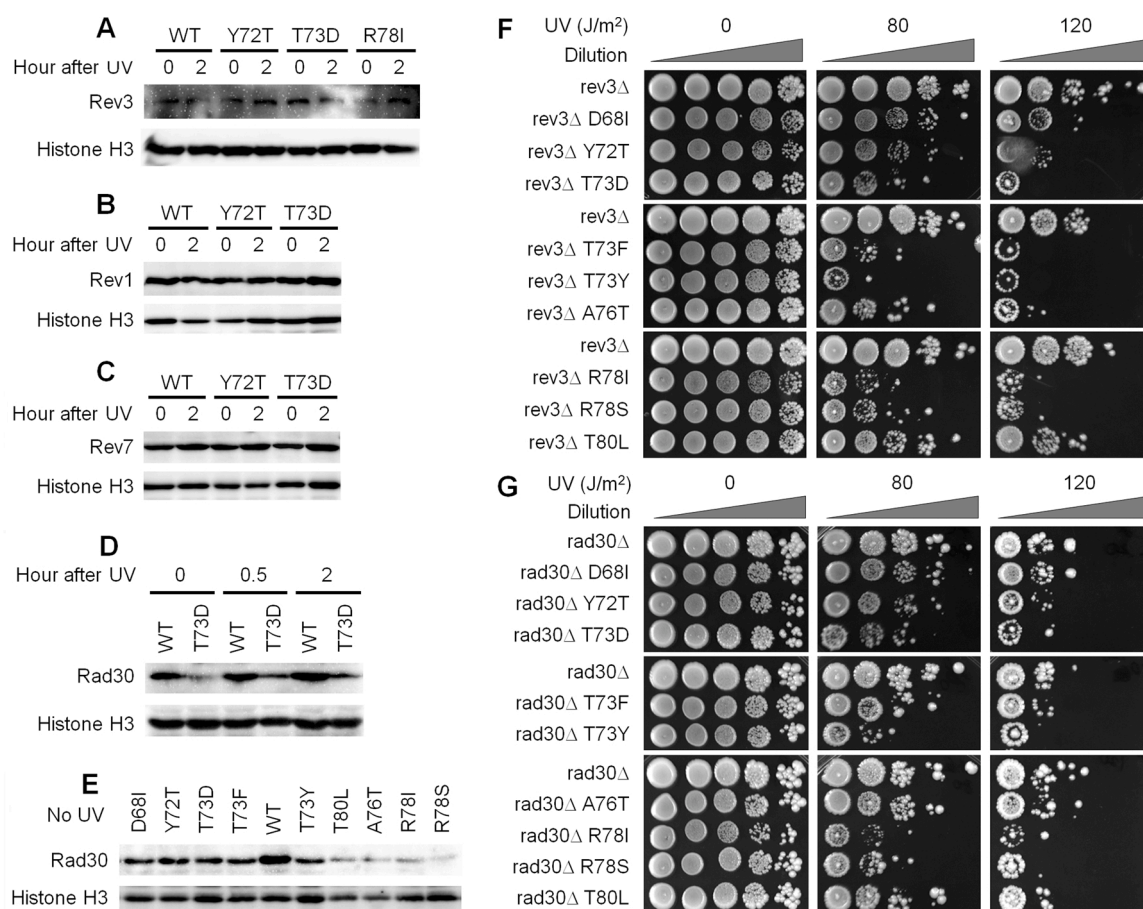 A
WT Y72T T73D R78I
Hour after UV 0 2 0 2 0 2 0 2
Rev3
Histone H3
B
WT Y72T T73D
Hour after UV 0 2 0 2 0 2
Rev1
Histone H3
C
WT Y72T T73D
Hour after UV 0 2 0 2 0 2
Rev7
Histone H3
D
Hour after UV 0 0.5 2
WT T73D WT T73D WT T73D
Rad30
Histone H3
E
No UV D68I Y72T T73D T73F WT T73Y T80L A76T R78I R78S
Rad30
Histone H3
F UV (J/m²) 0 80 120
Dilution
rev3Δ
rev3Δ D68I
rev3Δ Y72T
rev3Δ T73D
rev3Δ
rev3Δ T73F
rev3Δ T73Y
rev3Δ A76T
rev3Δ
rev3Δ R78I
rev3Δ R78S
rev3Δ T80L
G UV (J/m²) 0 80 120
Dilution
rad30Δ
rad30Δ D68I
rad30Δ Y72T
rad30Δ T73D
rad30Δ
rad30Δ T73F
rad30Δ T73Y
rad30Δ
rad30Δ A76T
rad30Δ R78I
rad30Δ R78S
rad30Δ T80L